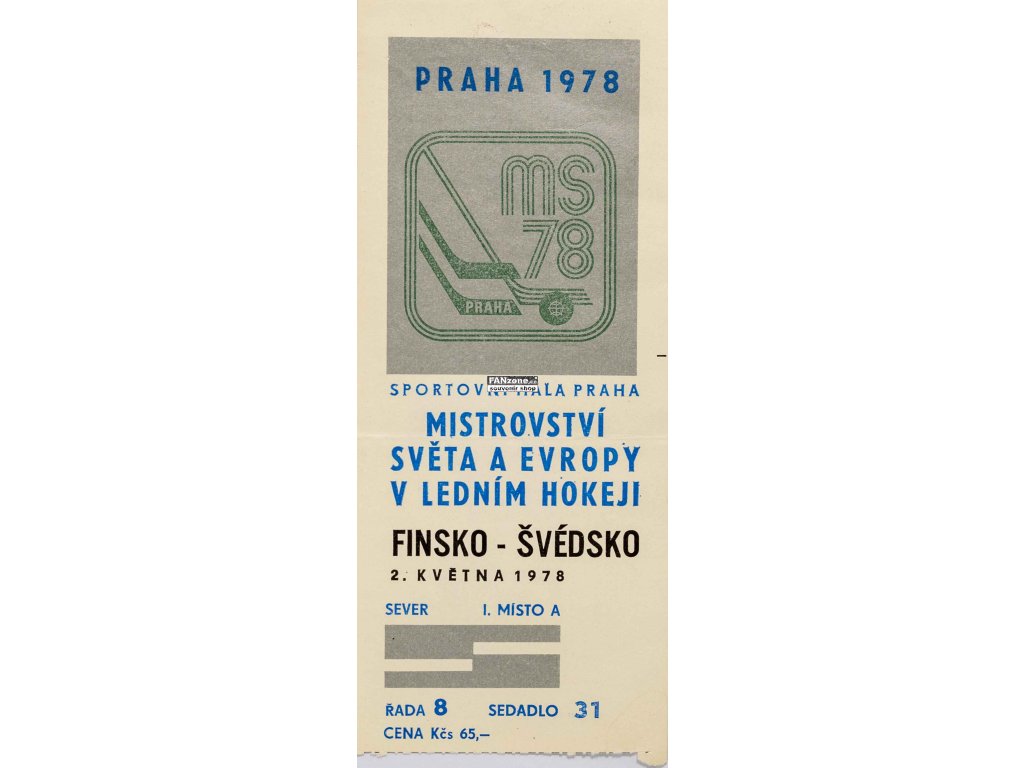 PRAHA 1978
MS
78
PRAHA
FANzone.cz
souvenir shop
SPORTOVNÍ HALA PRAHA
MISTROVSTVÍ
SVĚTA A EVROPY
V LEDNÍM HOKEJI
FINSKO - ŠVÉDSKO
2. KVĚTNA 1978
SEVER I. MÍSTO A
ŘADA 8 SEDADLO 31
CENA Kčs 65,—